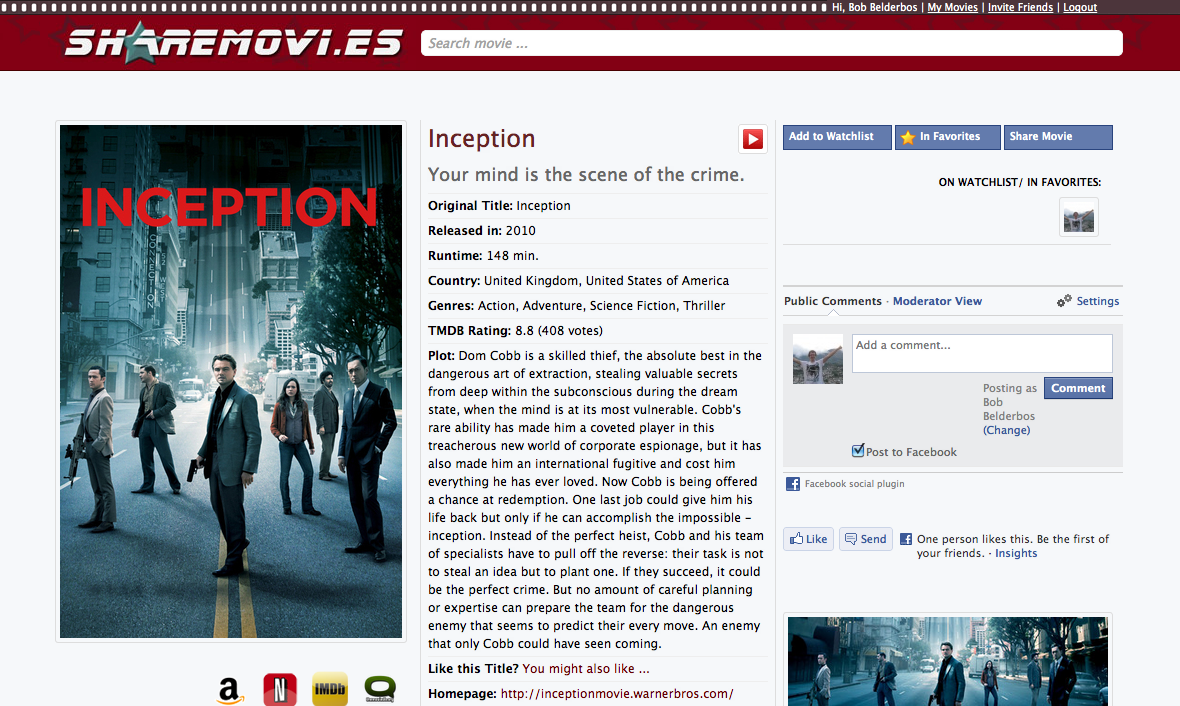 Hi, Bob Belderbos | My Movies | Invite Friends | Logout
SHAREMOVI.ES
Search movie ...
INCEPTION
Inception
Your mind is the scene of the crime.
Original Title: Inception
Released in: 2010
Runtime: 148 min.
Country: United Kingdom, United States of America
Genres: Action, Adventure, Science Fiction, Thriller
TMDB Rating: 8.8 (408 votes)
Plot: Dom Cobb is a skilled thief, the absolute best in the
dangerous art of extraction, stealing valuable secrets
from deep within the subconscious during the dream
state, when the mind is at its most vulnerable. Cobb's
rare ability has made him a coveted player in this
treacherous new world of corporate espionage, but it has
also made him an international fugitive and cost him
everything he has ever loved. Now Cobb is being offered
a chance at redemption. One last job could give him his
life back but only if he can accomplish the impossible –
inception. Instead of the perfect heist, Cobb and his team
of specialists have to pull off the reverse: their task is not
to steal an idea but to plant one. If they succeed, it could
be the perfect crime. But no amount of careful planning
or expertise can prepare the team for the dangerous
enemy that seems to predict their every move. An enemy
that only Cobb could have seen coming.
Like this Title? You might also like ...
Homepage: http://inceptionmovie.warnerbros.com/
a
N
IMDb
Add to Watchlist
In Favorites
Share Movie
ON WATCHLIST/ IN FAVORITES:
Public Comments · Moderator View
Settings
Add a comment...
Posting as
Bob
Belderbos
(Change)
Comment
Post to Facebook
Facebook social plugin
Like
Send
One person likes this. Be the first of
your friends. · Insights